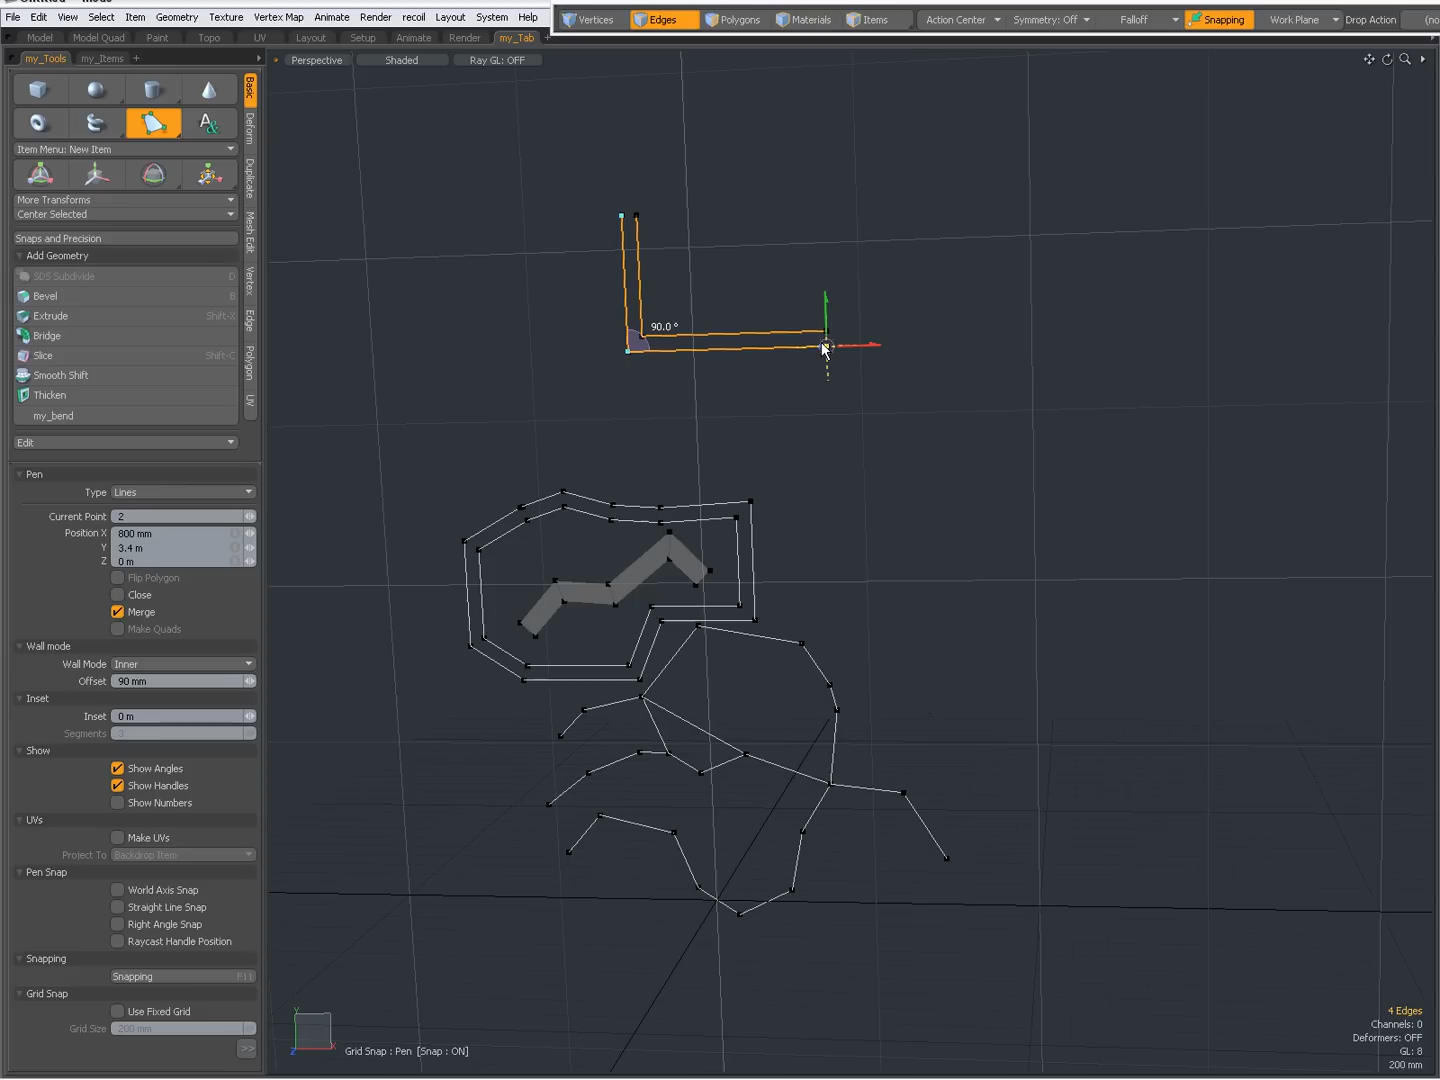 File Edit View Select Item Geometry Texture Vertex Map Animate Render recoil Layout System Help
Vertices Edges Polygons Materials Items Action Center Symmetry: Off Falloff Snapping Work Plane Drop Action (no
Model Model Quad Paint Topo UV Layout Setup Animate Render my_Tab +
my_Tools my_Items +
Perspective Shaded Ray GL: OFF
Basic
Deform
Duplicate
Mesh Edit
Vertex
Edge
Polygon
UV
Item Menu: New Item
More Transforms
Center Selected
Snaps and Precision
Add Geometry
SDS Subdivide D
Bevel B
Extrude Shift-X
Bridge
Slice Shift-C
Smooth Shift
Thicken
my_bend
Edit
Pen
Type Lines
Current Point 2
Position X 800 mm
Y 3.4 m
Z 0 m
Flip Polygon
Close
Merge
Make Quads
Wall mode
Wall Mode Inner
Offset 90 mm
Inset
Inset 0 m
Segments 3
Show
Show Angles
Show Handles
Show Numbers
UVs
Make UVs
Project To Backdrop Item
Pen Snap
World Axis Snap
Straight Line Snap
Right Angle Snap
Raycast Handle Position
Snapping
Snapping F11
Grid Snap
Use Fixed Grid
Grid Size 200 mm
>>
90.0 °
Y
Z
X
Grid Snap : Pen [Snap : ON]
4 Edges
Channels: 0
Deformers: OFF
GL: 8
200 mm